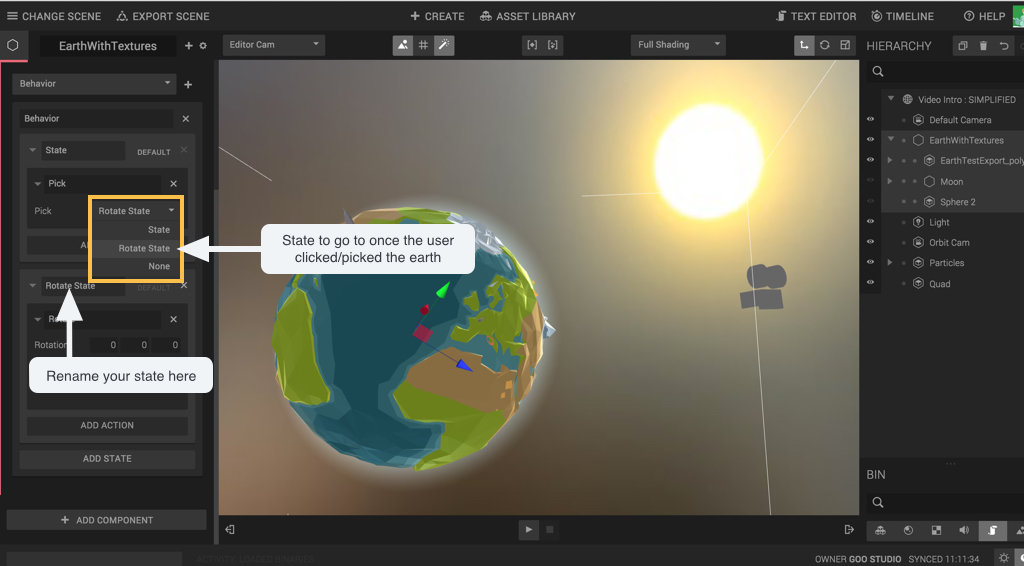 CHANGE SCENE EXPORT SCENE CREATE ASSET LIBRARY TEXT EDITOR TIMELINE HELP
EarthWithTextures
Editor Cam
Full Shading
HIERARCHY
Behavior
Behavior
State DEFAULT
Pick
Pick Rotate State
State
Rotate State
None
Rotate State DEFAULT
Rotation 0 0 0
ADD ACTION
ADD STATE
ADD COMPONENT
State to go to once the user
clicked/picked the earth
Rename your state here
Video Intro : SIMPLIFIED
Default Camera
EarthWithTextures
EarthTestExport_poly
Moon
Sphere 2
Light
Orbit Cam
Particles
Quad
BIN
OWNER GOO STUDIO SYNCED 11:11:34